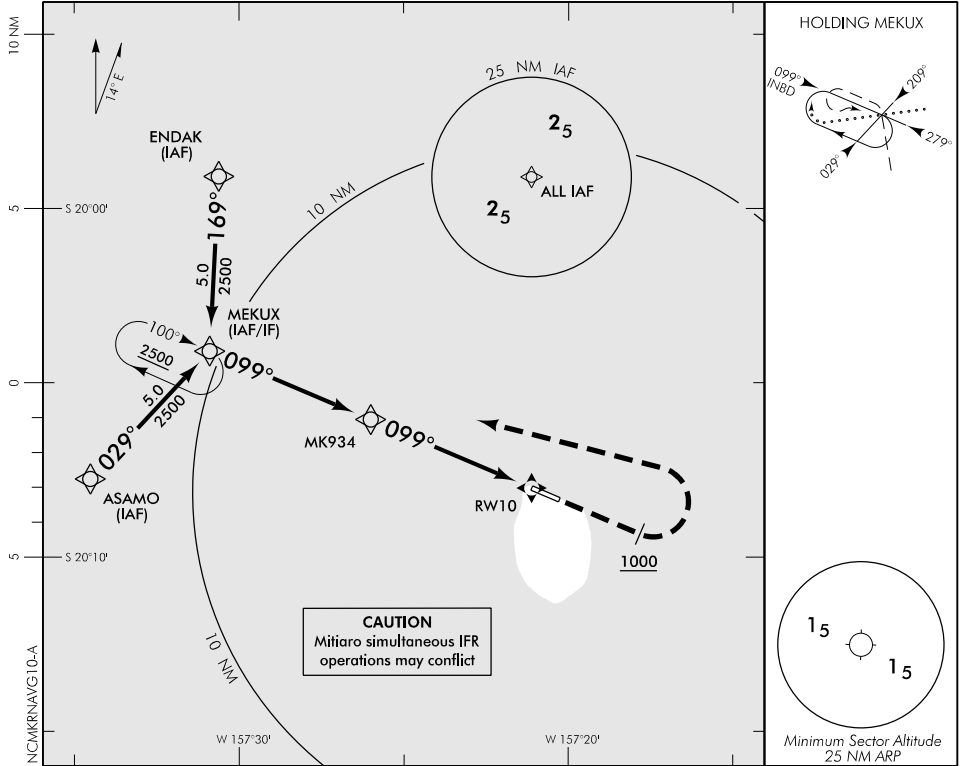 10 NM
14° E
ENDAK
(IAF)
169°
5.0
2500
5
S 20°00'
10 NM
25 NM IAF
25
ALL IAF
25
MEKUX
(IAF/IF)
100°
2500
099°
0
5.0
2500
029°
ASAMO
(IAF)
MK934
099°
RW10
1000
5
S 20°10'
CAUTION
Mitiaro simultaneous IFR
operations may conflict
10 NM
W 157°30'
W 157°20'
NCMKRNAVG10-A
HOLDING MEKUX
099°
INBD
209°
279°
029°
15
15
Minimum Sector Altitude
25 NM ARP